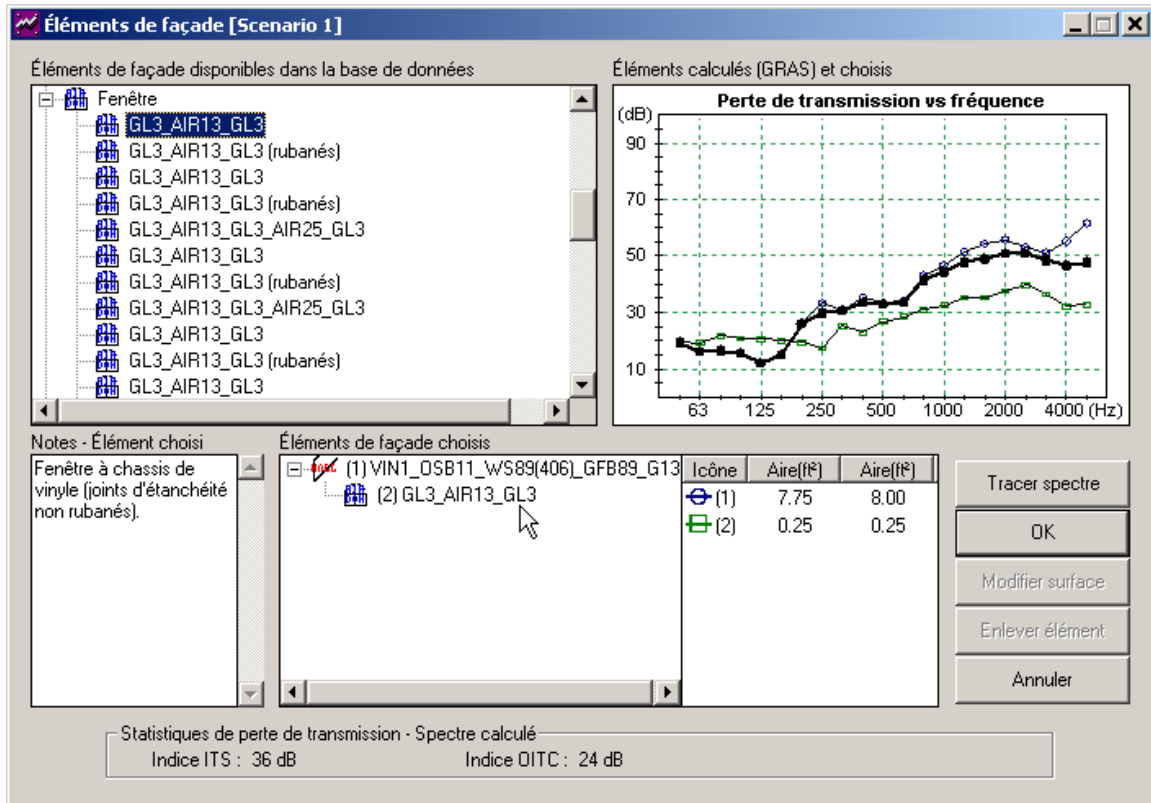 Éléments de façade [Scenario 1]
Éléments de façade disponibles dans la base de données
Fenêtre
GL3_AIR13_GL3
GL3_AIR13_GL3 (rubanés)
GL3_AIR13_GL3
GL3_AIR13_GL3 (rubanés)
GL3_AIR13_GL3_AIR25_GL3
GL3_AIR13_GL3
GL3_AIR13_GL3 (rubanés)
GL3_AIR13_GL3_AIR25_GL3
GL3_AIR13_GL3
GL3_AIR13_GL3 (rubanés)
GL3_AIR13_GL3
Éléments calculés (GRAS) et choisis
Perte de transmission vs fréquence
(dB)
90
70
50
30
10
63 125 250 500 1000 2000 4000 (Hz)
Notes - Élément choisi
Fenêtre à chassis de
vinyle (joints d'étanchéité
non rubanés).
Éléments de façade choisis
(1) VIN1_OSB11_WS89(406)_GFB89_G13
(2) GL3_AIR13_GL3
Icône Aire(ft²) Aire(ft²)
(1) 7.75 8.00
(2) 0.25 0.25
Tracer spectre
OK
Modifier surface
Enlever élément
Annuler
Statistiques de perte de transmission - Spectre calculé
Indice ITS : 36 dB Indice OITC : 24 dB